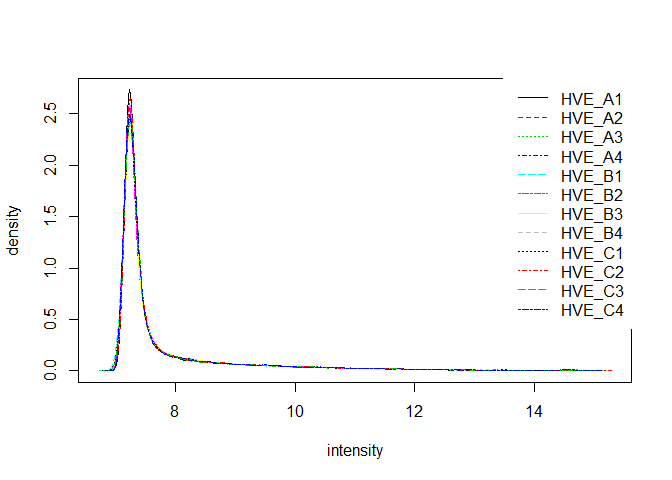 HVE_A1
HVE_A2
HVE_A3
HVE_A4
HVE_B1
HVE_B2
HVE_B3
HVE_B4
HVE_C1
HVE_C2
HVE_C3
HVE_C4
density
2.5
2.0
1.5
1.0
0.5
0.0
8 10 12 14
intensity